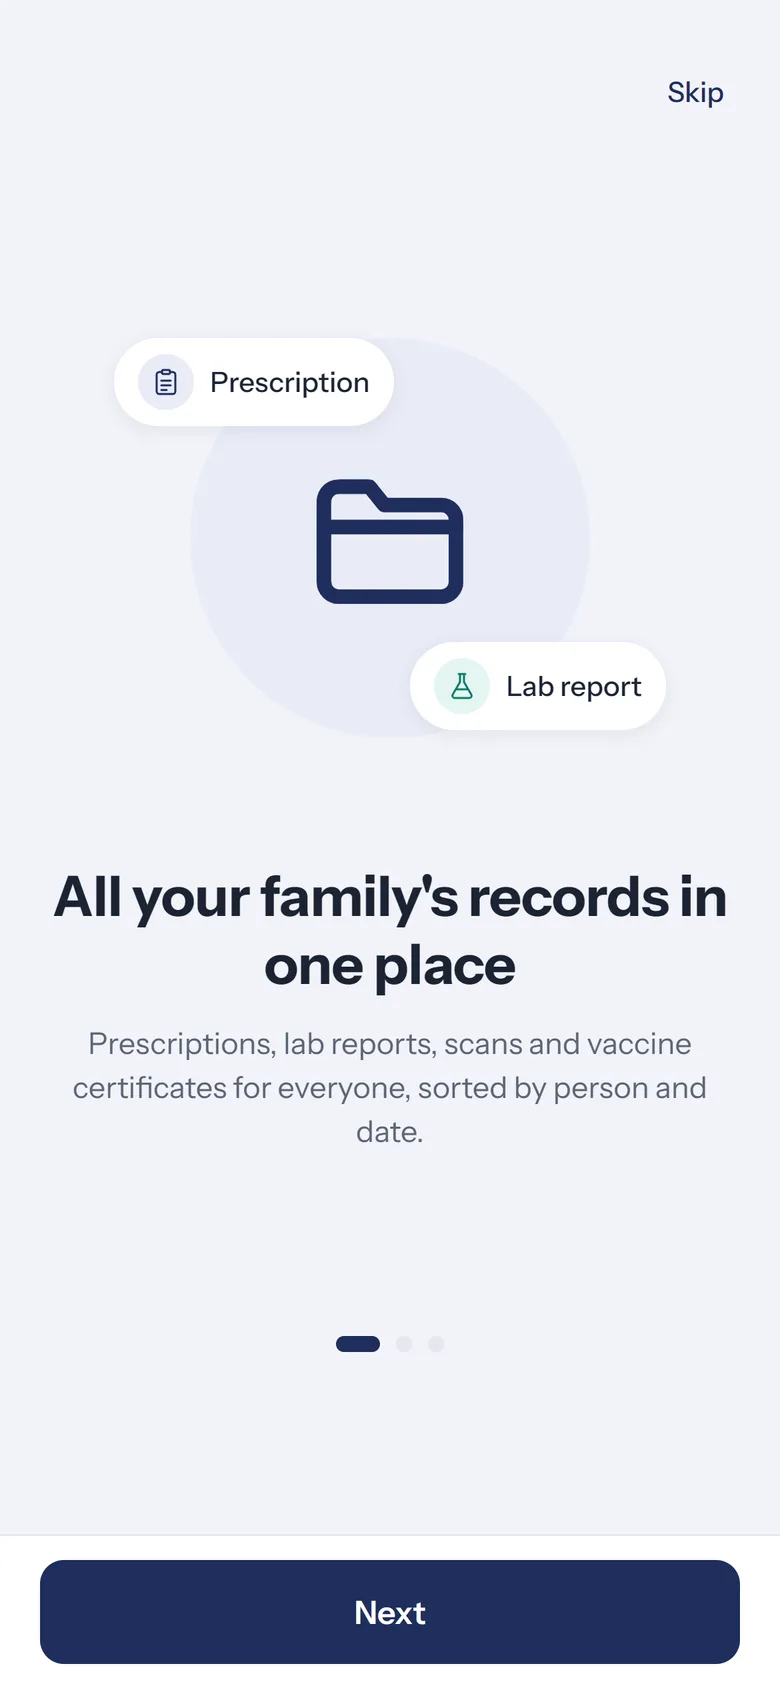 Skip
Prescription
Lab report
All your family's records in
one place
Prescriptions, lab reports, scans and vaccine
certificates for everyone, sorted by person and
date.
Next